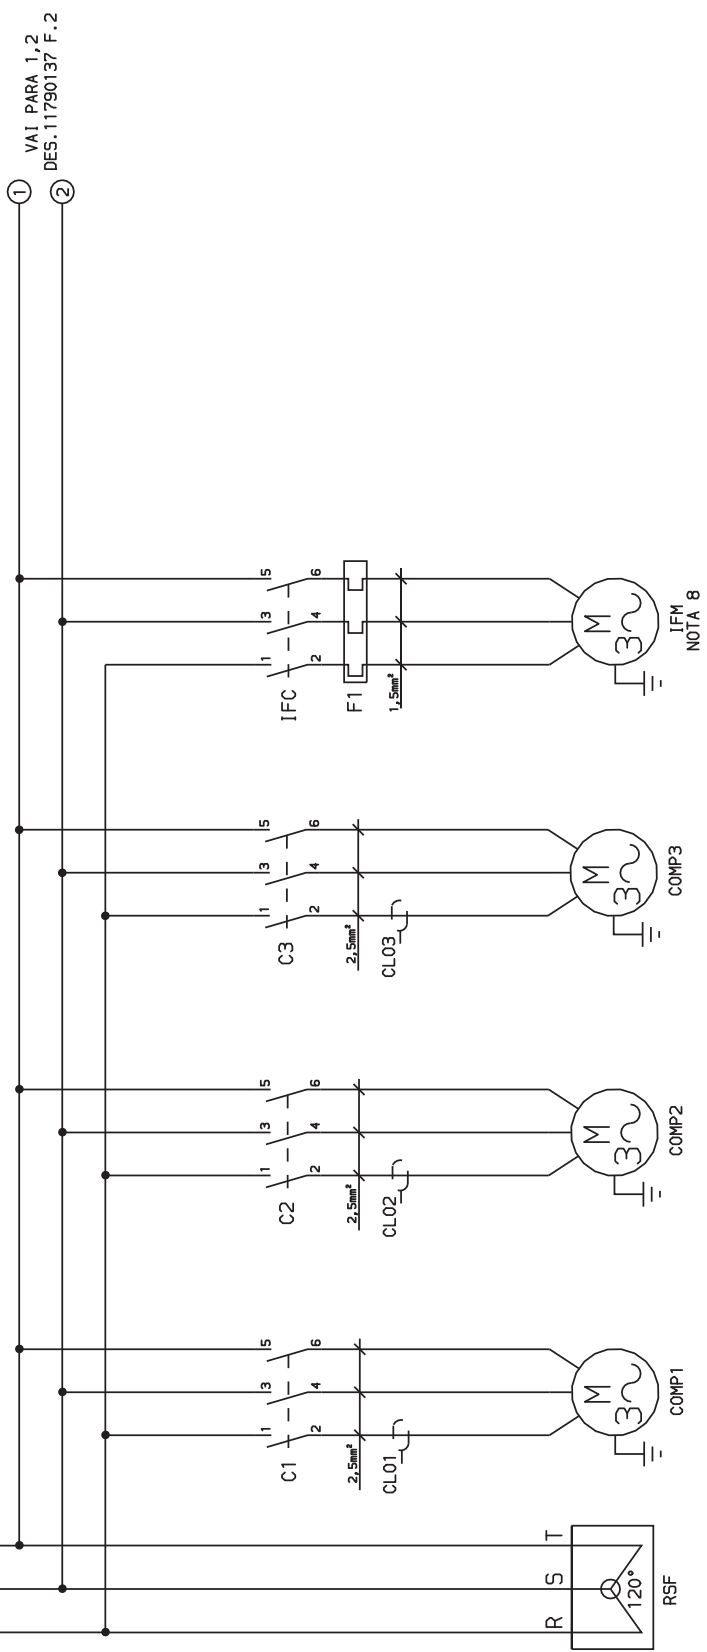 VAI PARA 1,2
DES.11790137 F.2
1
2
5
3
1
6
4
2
IFC
F1
1,5mm²
M
3~
IFM
NOTA 8
5
3
1
6
4
2
C3
2,5mm²
CLO3
M
3~
COMP3
5
3
1
6
4
2
C2
2,5mm²
CLO2
M
3~
COMP2
5
3
1
6
4
2
C1
2,5mm²
CLO1
M
3~
COMP1
R
S
T
120°
RSF